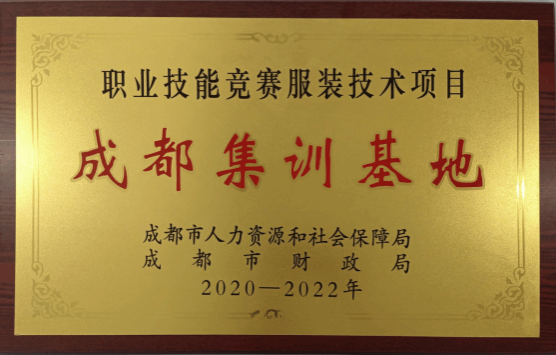 职业技能竞赛服装技术项目
成都集训基地
成都市人力资源和社会保障局
成都市财政局
2020—2022年